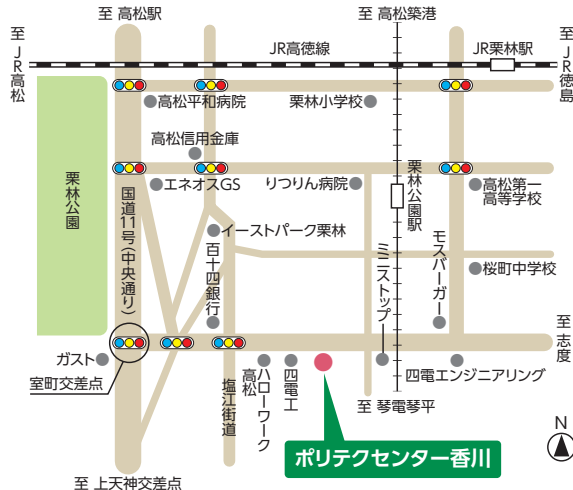 至 高松駅
至 高松築港
至 JR高松
JR高徳線
JR栗林駅
至 JR徳島
高松平和病院
栗林小学校
高松信用金庫
栗林公園
国道11号(中央通り)
エネオスGS
りつりん病院
栗林公園駅
高松第一
高等学校
イーストパーク栗林
百十四銀行
ミニストップ
モスバーガー
桜町中学校
至 志度
ガスト
室町交差点
塩江街道
ハローワーク
高松
四電工
四電エンジニアリング
至 琴電琴平
ポリテクセンター香川
至 上天神交差点
N